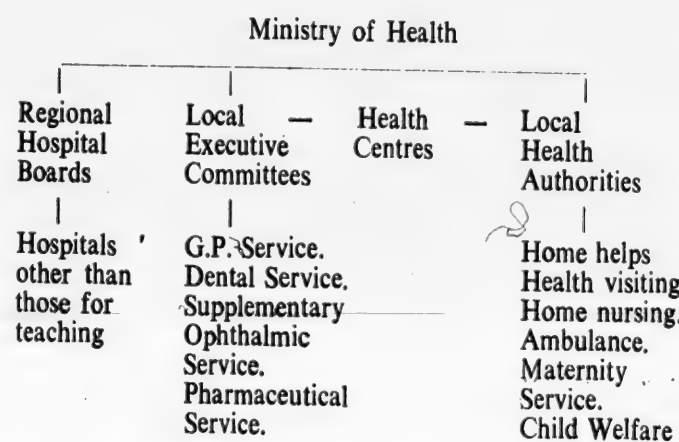 Ministry of Health
Regional
Hospital
Boards
Local
Executive
Committees
—
Health
Centres
—
Local
Health
Authorities
Hospitals
other than
those for
teaching
G.P. Service.
Dental Service.
Supplementary
Ophthalmic
Service.
Pharmaceutical
Service.
Home helps
Health visiting
Home nursing.
Ambulance.
Maternity
Service.
Child Welfare